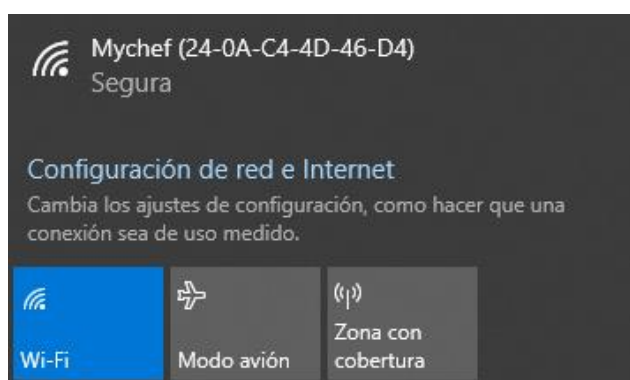 Mychef (24-0A-C4-4D-46-D4)
Segura
Configuración de red e Internet
Cambia los ajustes de configuración, como hacer que una
conexión sea de uso medido.
Wi-Fi
Modo avión
Zona con
cobertura